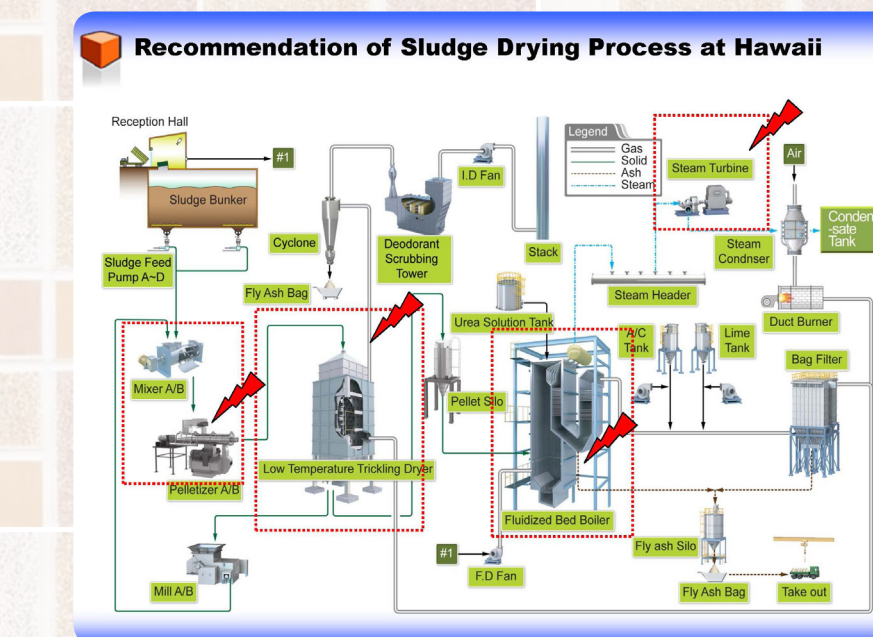 Recommendation of Sludge Drying Process at Hawaii
Reception Hall
#1
Sludge Bunker
Sludge Feed
Pump A~D
Cyclone
Fly Ash Bag
Deodorant
Scrubbing
Tower
I.D Fan
Stack
Legend
Gas
Solid
Ash
Steam
Steam Turbine
Air
Steam
Condnser
Conden
-sate
Tank
Steam Header
Duct Burner
Urea Solution Tank
A/C
Tank
Lime
Tank
Bag Filter
Mixer A/B
Pelletizer A/B
Low Temperature Trickling Dryer
Pellet Silo
Fluidized Bed Boiler
Mill A/B
#1
F.D Fan
Fly ash Silo
Fly Ash Bag
Take out